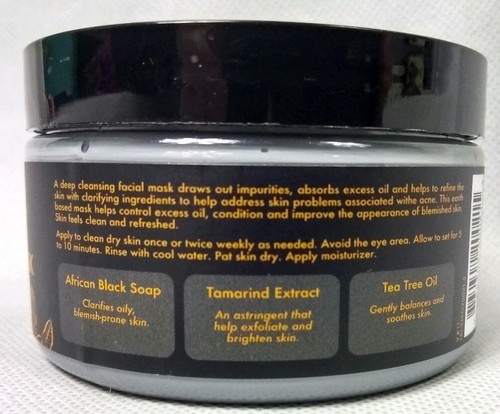 A deep cleansing facial mask draws out impurities, absorbs excess oil and helps to refine the
skin with clarifying ingredients to help address skin problems associated withe acne. This earth
based mask helps control excess oil, condition and improve the appearance of blemished skin.
Skin feels clean and refreshed.
Apply to clean dry skin once or twice weekly as needed. Avoid the eye area. Allow to set for 5
to 10 minutes. Rinse with cool water. Pat skin dry. Apply moisturizer.
African Black Soap
Clarifies oily,
blemish-prone skin.
Tamarind Extract
An astringent that
help exfoliate and
brighten skin.
Tea Tree Oil
Gently balances and
soothes skin.